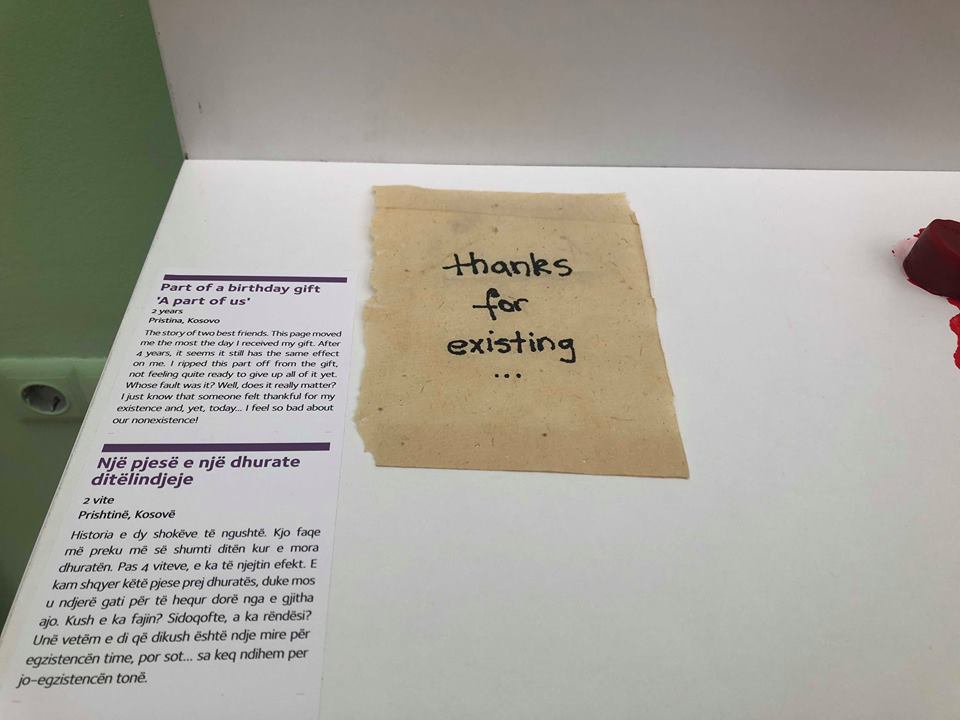 Part of a birthday gift
'A part of us'
2 years
Pristina, Kosovo
The story of two best friends. This page moved
me the most the day I received my gift. After
4 years, it seems it still has the same effect
on me. I ripped this part off from the gift,
not feeling quite ready to give up all of it yet.
Whose fault was it? Well, does it really matter?
I just know that someone felt thankful for my
existence and, yet, today... I feel so bad about
our nonexistence!
Një pjesë e një dhurate
ditëlindjeje
2 vite
Prishtinë, Kosovë
Historia e dy shokëve të ngushtë. Kjo faqe
më preku më së shumti ditën kur e mora
dhuratën. Pas 4 viteve, e ka të njejtin efekt. E
kam shqyer këtë pjese prej dhuratës, duke mos
u ndjerë gati për të hequr dorë nga e gjitha
ajo. Kush e ka fajin? Sidoqofte, a ka rëndësi?
Unë vetëm e di që dikush është ndje mire për
egzistencën time, por sot... sa keq ndihem per
jo-egzistencën tonë.
thanks
for
existing
...